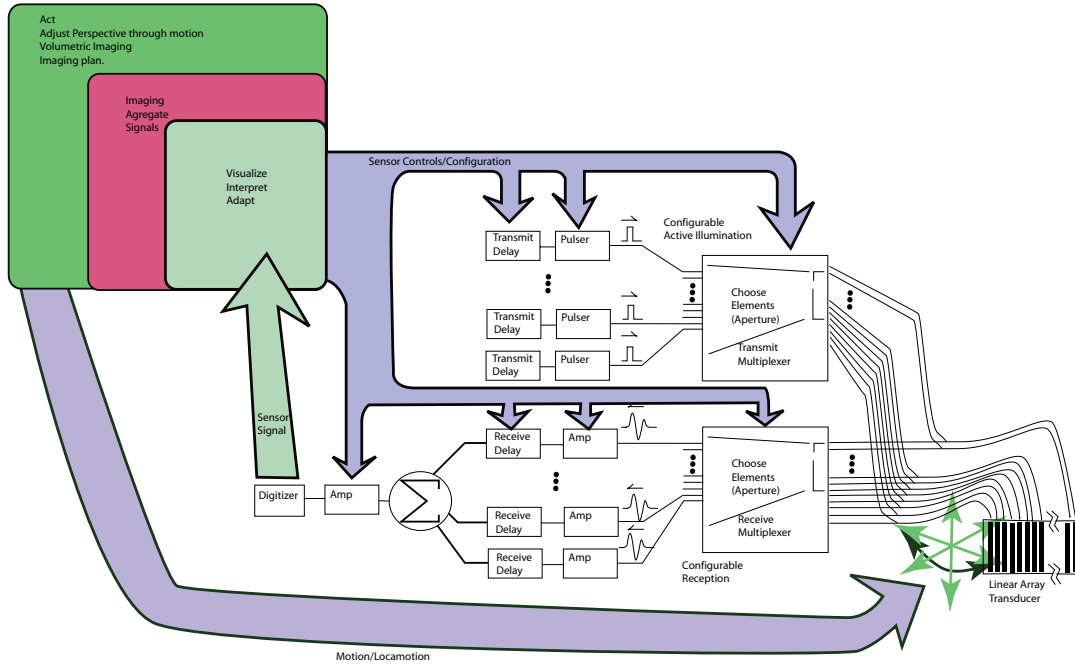 Act
Adjust Perspective through motion
Volumetric Imaging
Imaging plan.
Imaging
Agregate
Signals
Visualize
Interpret
Adapt
Sensor Controls/Configuration
Configurable
Active Illumination
Transmit
Delay
Pulser
Transmit
Delay
Pulser
Transmit
Delay
Pulser
Choose
Elements
(Aperture)
Transmit
Multiplexer
Sensor
Signal
Digitizer
Amp
Receive
Delay
Amp
Receive
Delay
Amp
Receive
Delay
Amp
Choose
Elements
(Aperture)
Receive
Multiplexer
Configurable
Reception
Linear Array
Transducer
Motion/Locamotion